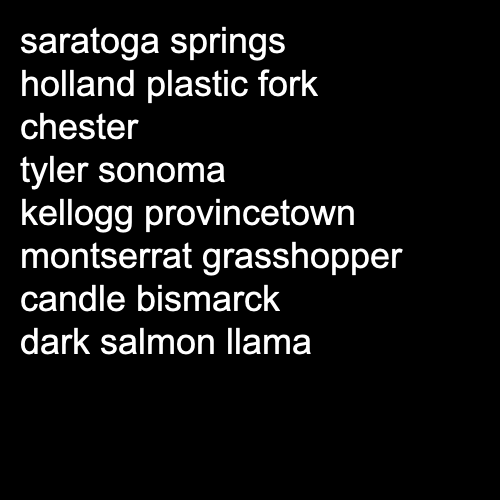 saratoga springs
holland plastic fork
chester
tyler sonoma
kellogg provincetown
montserrat grasshopper
candle bismarck
dark salmon llama